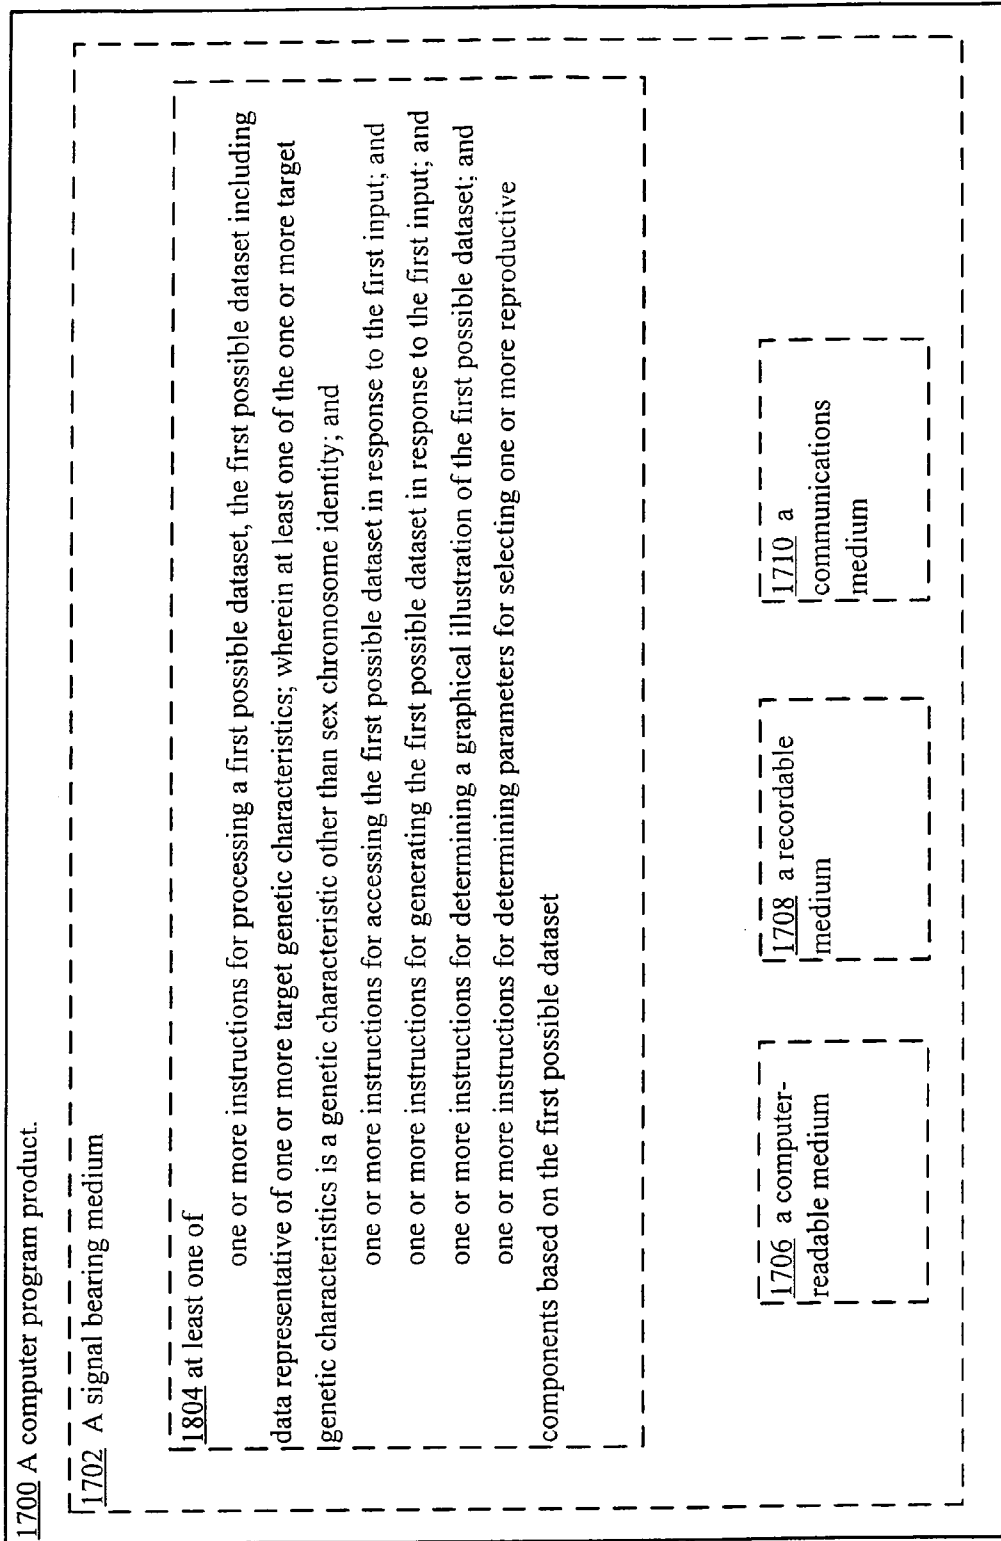 1700 A computer program product.
1702 A signal bearing medium
1804 at least one of
one or more instructions for processing a first possible dataset, the first possible dataset including
data representative of one or more target genetic characteristics; wherein at least one of the one or more target
genetic characteristics is a genetic characteristic other than sex chromosome identity; and
one or more instructions for accessing the first possible dataset in response to the first input; and
one or more instructions for generating the first possible dataset in response to the first input; and
one or more instructions for determining a graphical illustration of the first possible dataset; and
one or more instructions for determining parameters for selecting one or more reproductive
components based on the first possible dataset
1706 a computer-
readable medium
1708 a recordable
medium
1710 a
communications
medium